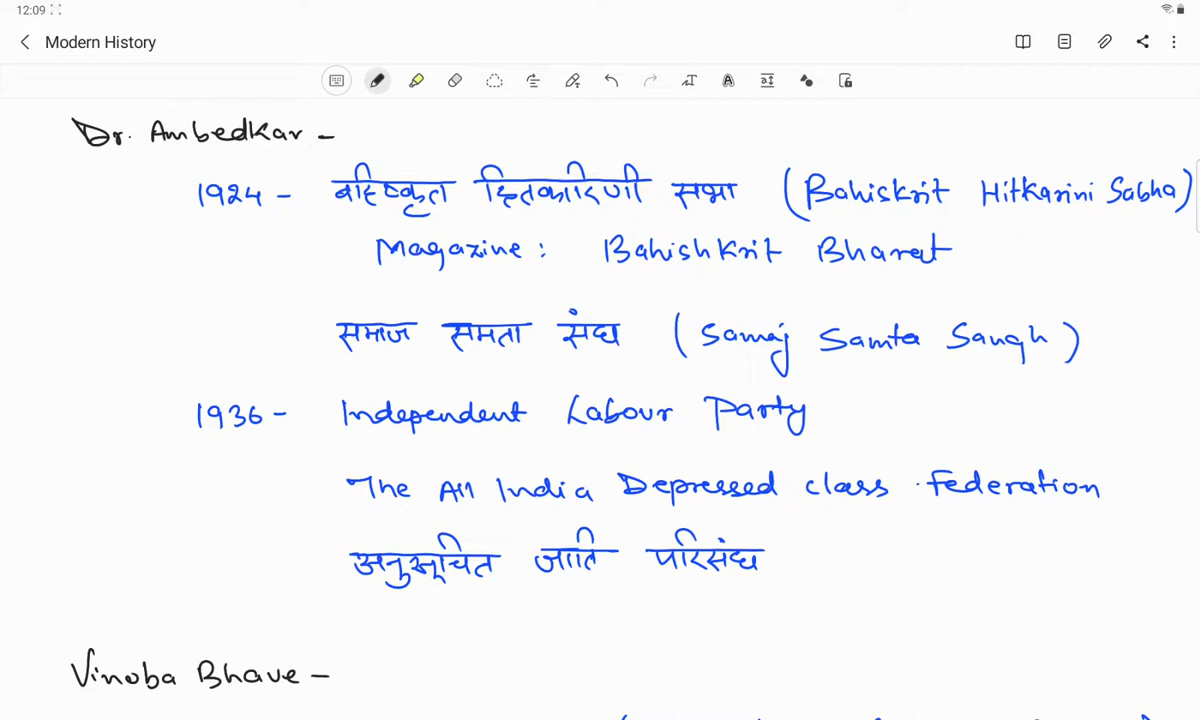 12:09
Modern History
Dr. Ambedkar -
1924 - बहिष्कृत हितकारिणी सभा (Bahiskrit Hitkarini Sabha)
Magazine : Bahishkrit Bharat
समाज समता संघ (Samaj Samta Sangh)
1936 - Independent Labour Party
The All India Depressed class Federation
अनुसूचित जाति परिसंघ
Vinoba Bhave -